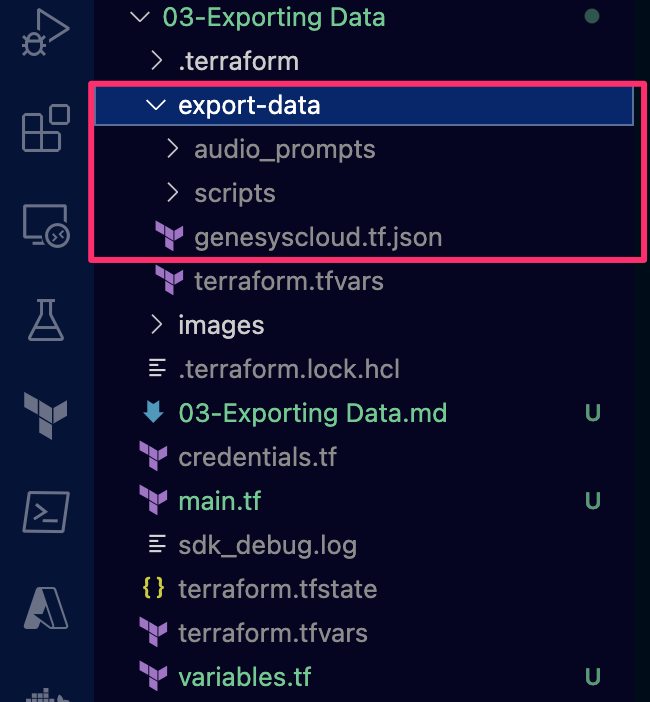 03-Exporting Data
.terraform
export-data
audio_prompts
scripts
genesyscloud.tf.json
terraform.tfvars
images
.terraform.lock.hcl
03-Exporting Data.md U
credentials.tf
main.tf U
sdk_debug.log
{} terraform.tfstate
terraform.tfvars
variables.tf U